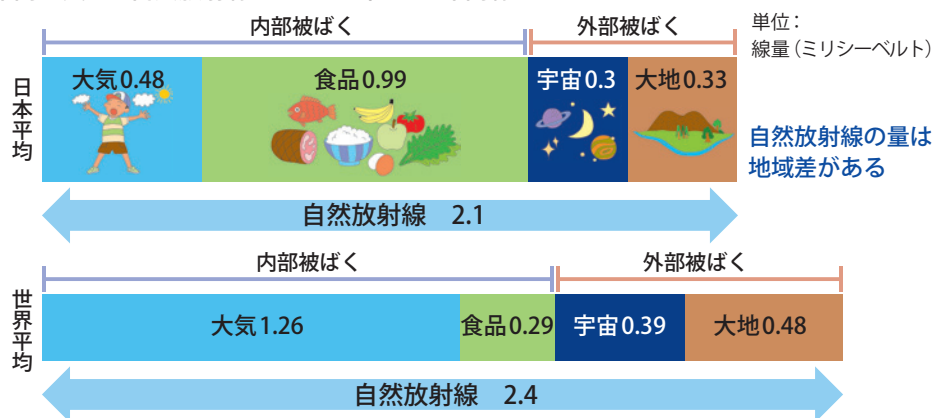 内部被ばく 外部被ばく
単位：
線量（ミリシーベルト）
日本平均
大気0.48 食品0.99 宇宙0.3 大地0.33
自然放射線の量は
地域差がある
自然放射線 2.1
内部被ばく 外部被ばく
世界平均
大気1.26 食品0.29 宇宙0.39 大地0.48
自然放射線 2.4